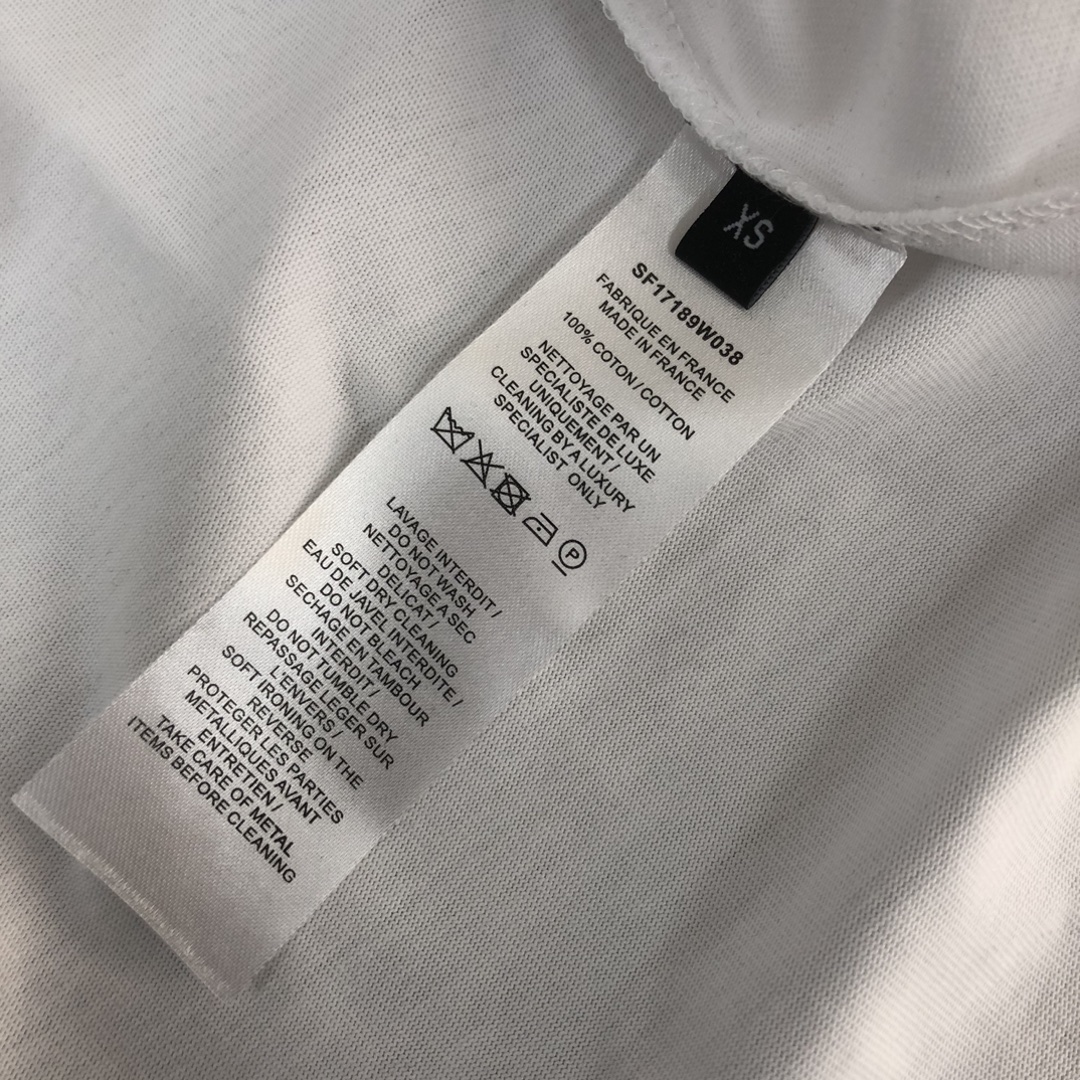 XS
SF17189W038
FABRIQUE EN FRANCE
MADE IN FRANCE
100% COTON / COTTON
NETTOYAGE PAR UN
SPECIALISTE DE LUXE
UNIQUEMENT /
CLEANING BY A LUXURY
SPECIALIST ONLY
P
LAVAGE INTERDIT /
DO NOT WASH
NETTOYAGE A SEC
DELICAT /
SOFT DRY CLEANING
EAU DE JAVEL INTERDITE /
DO NOT BLEACH
SECHAGE EN TAMBOUR
INTERDIT /
DO NOT TUMBLE DRY
REPASSAGE LEGER SUR
L'ENVERS /
SOFT IRONING ON THE
REVERSE
PROTEGER LES PARTIES
METALLIQUES AVANT
ENTRETIEN /
TAKE CARE OF METAL
ITEMS BEFORE CLEANING